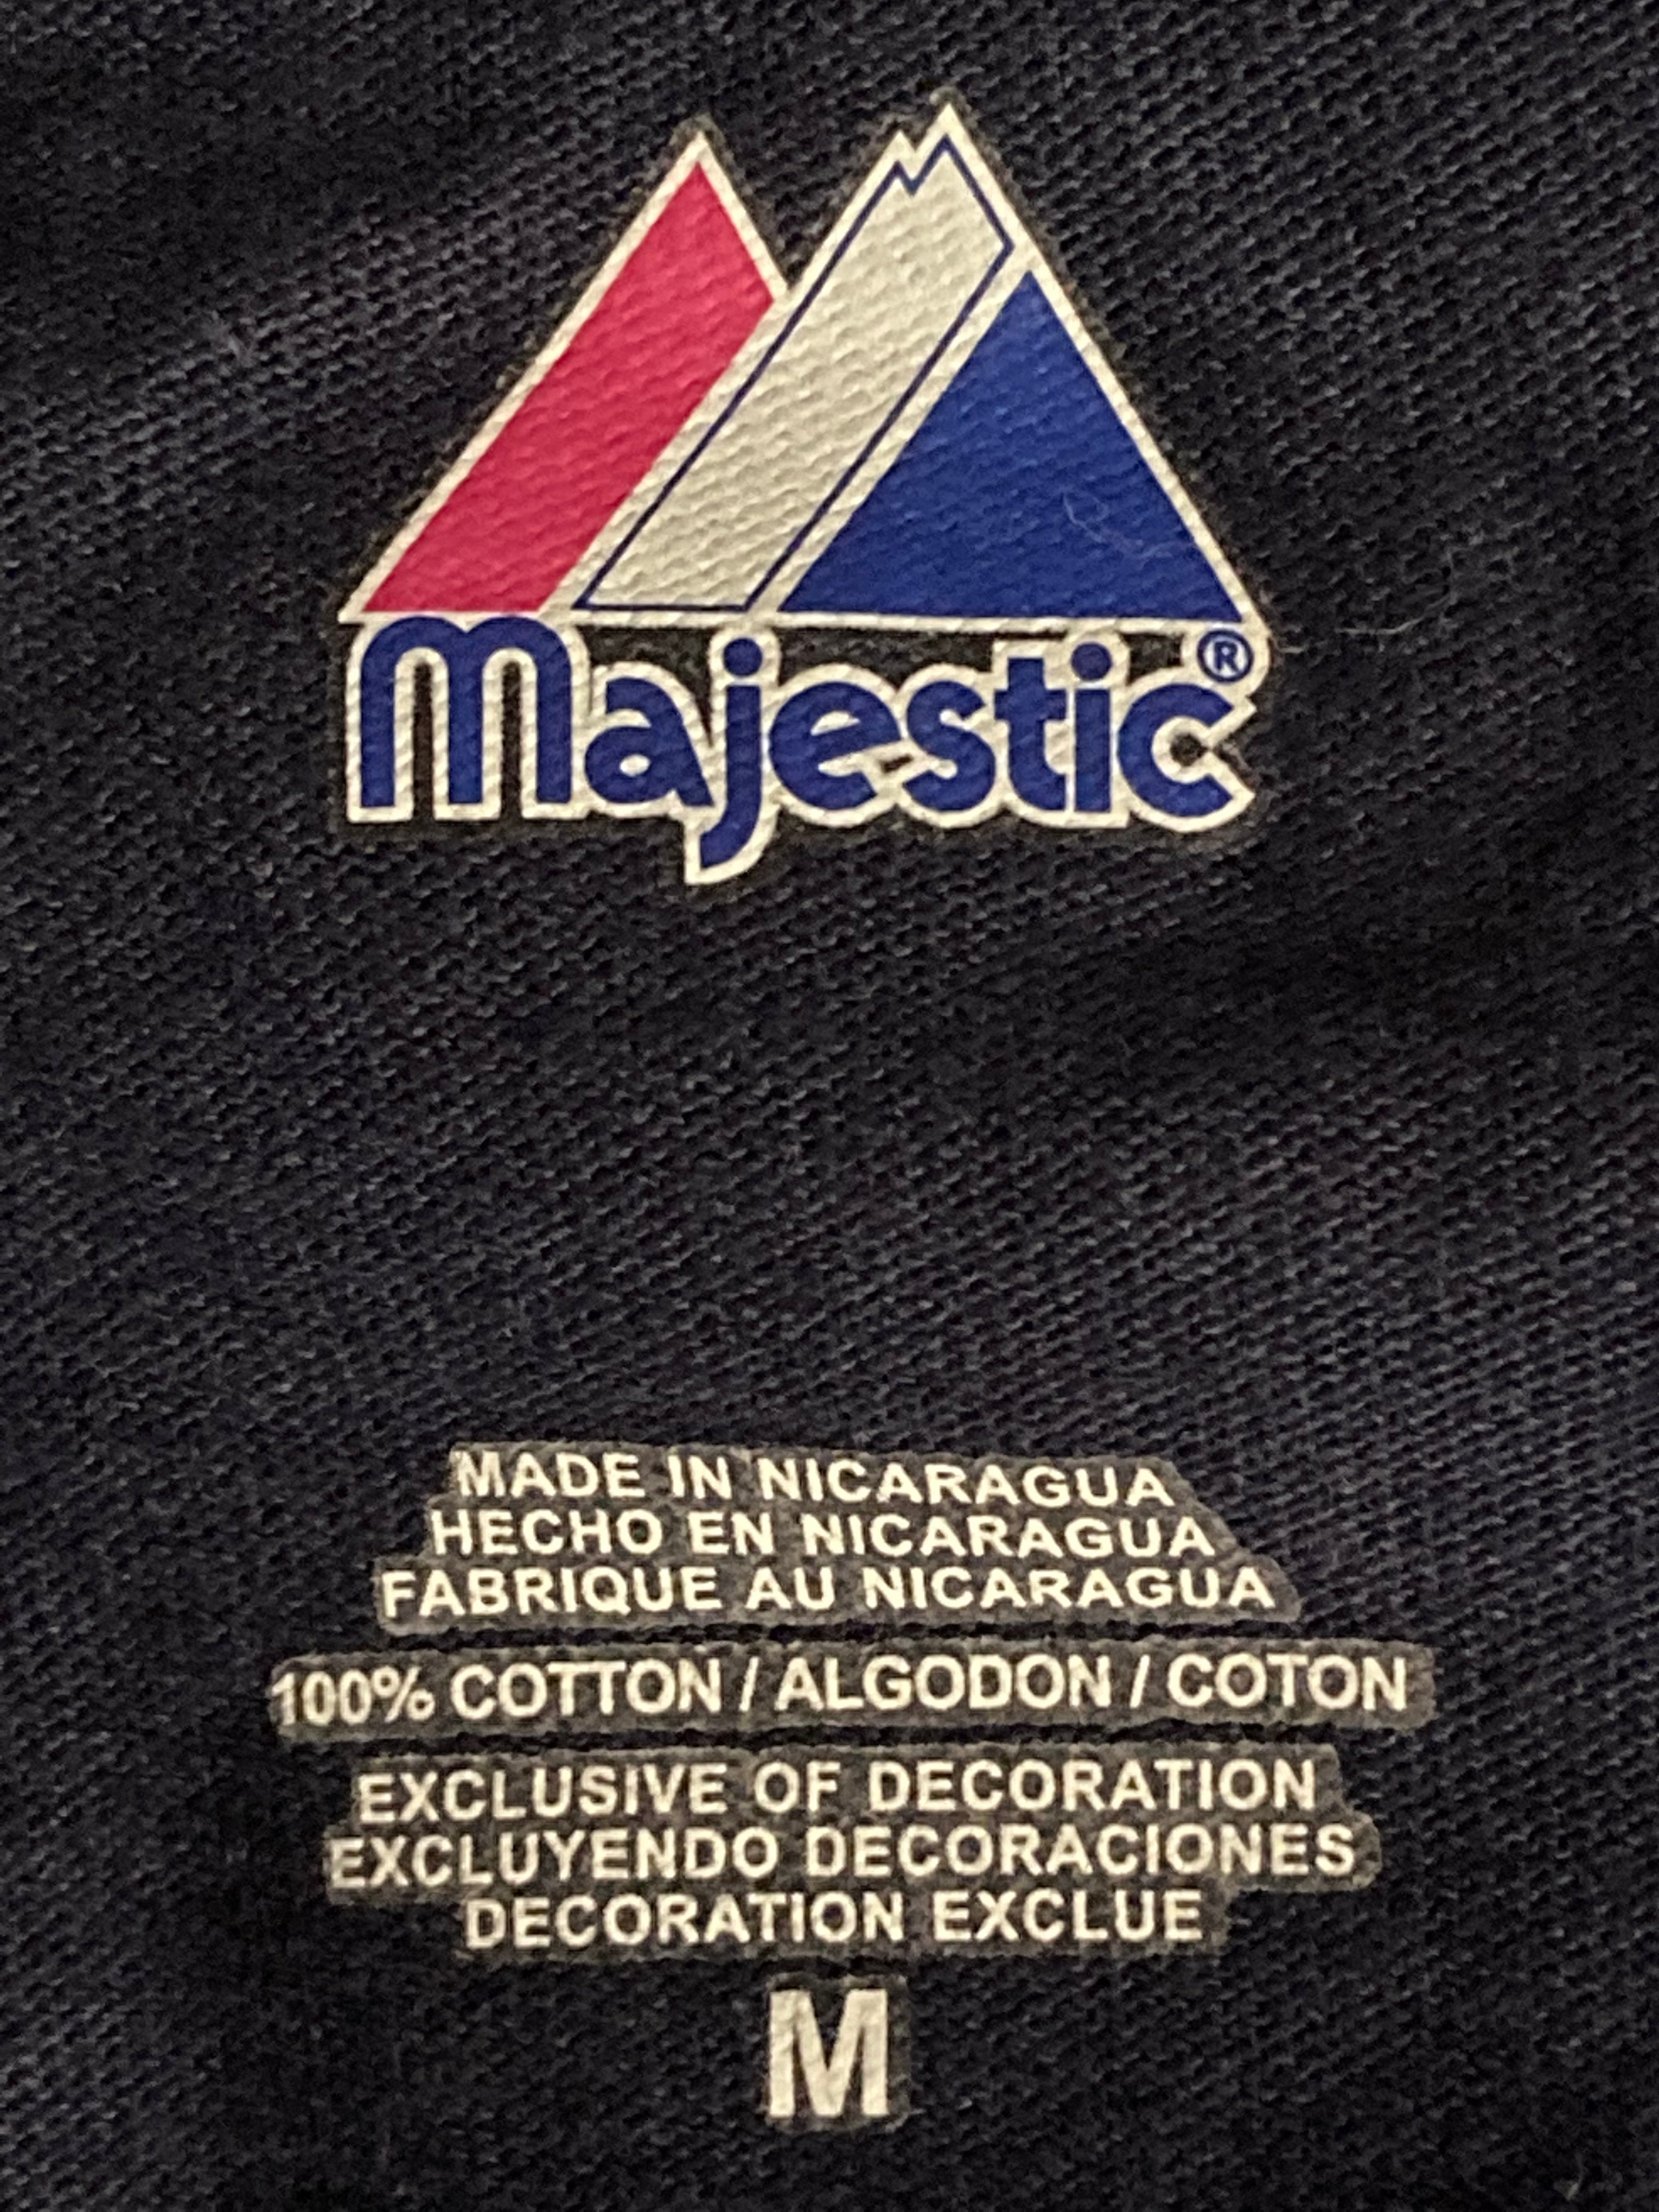 majestic®
MADE IN NICARAGUA
HECHO EN NICARAGUA
FABRIQUE AU NICARAGUA
100% COTTON / ALGODON / COTON
EXCLUSIVE OF DECORATION
EXCLUYENDO DECORACIONES
DECORATION EXCLUE
M